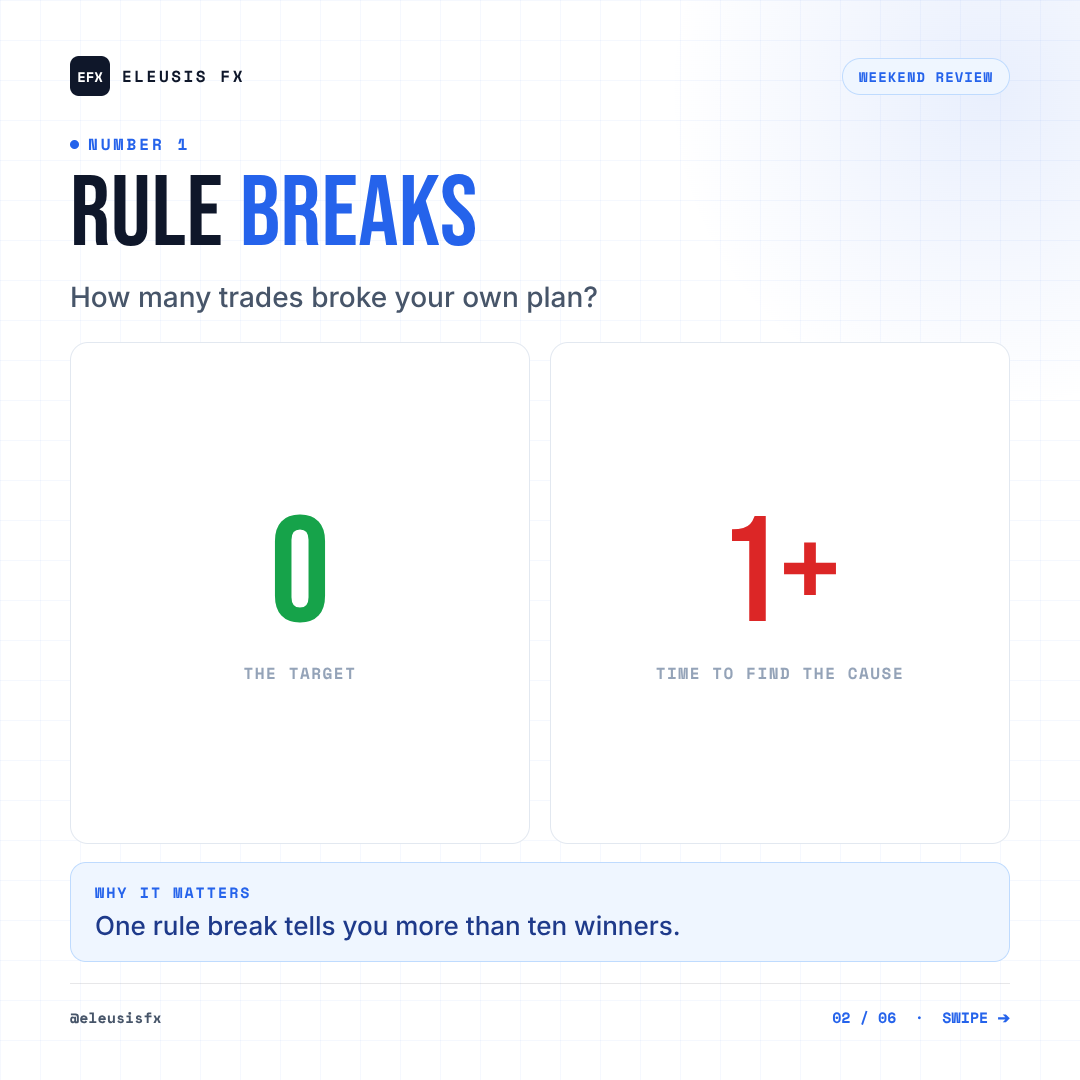 EFX ELEUSIS FX
WEEKEND REVIEW
NUMBER 1
RULE BREAKS
How many trades broke your own plan?
0
THE TARGET
1+
TIME TO FIND THE CAUSE
WHY IT MATTERS
One rule break tells you more than ten winners.
@eleusisfx
02 / 06 · SWIPE ➔